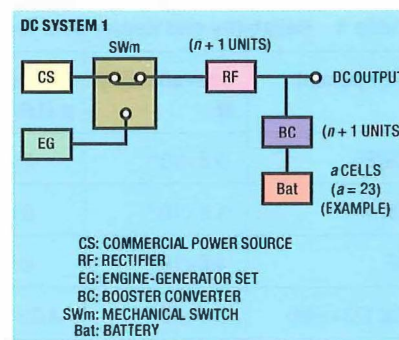 DC SYSTEM 1
SWm
(n + 1 UNITS)
CS
RF
DC OUTPUT
EG
BC
(n + 1 UNITS
Bat
a CELLS
(a = 23)
(EXAMPLE)
CS: COMMERCIAL POWER SOURCE
RF: RECTIFIER
EG: ENGINE-GENERATOR SET
BC: BOOSTER CONVERTER
SWm: MECHANICAL SWITCH
Bat: BATTERY